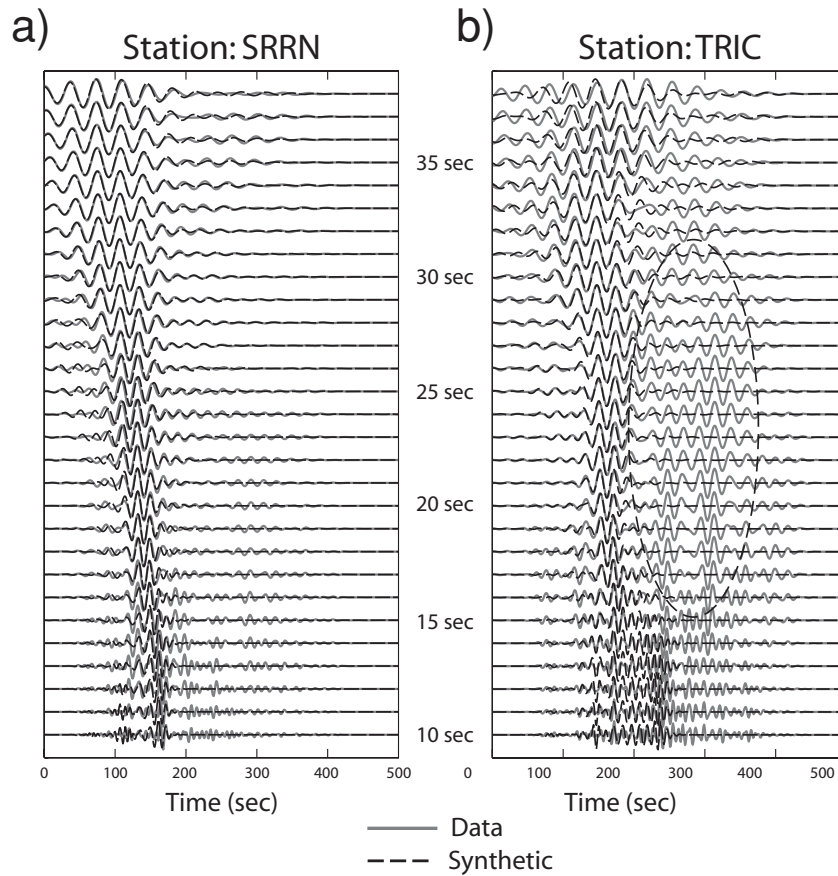 a)
Station: SRRN
b)
Station: TRIC
35 sec
30 sec
25 sec
20 sec
15 sec
10 sec
0 100 200 300 400 500
0 100 200 300 400 500
Time (sec)
Time (sec)
Data
Synthetic